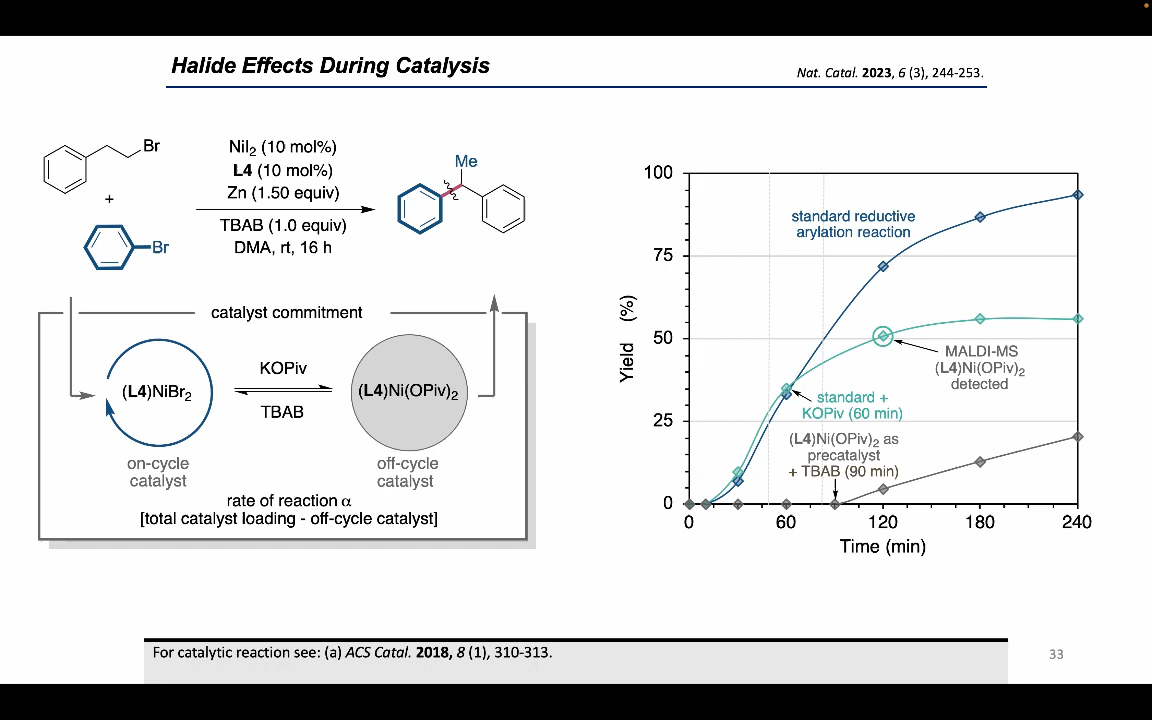 Halide Effects During Catalysis
Nat. Catal. 2023, 6 (3), 244-253.
Br
+
Br
NiI2 (10 mol%)
L4 (10 mol%)
Zn (1.50 equiv)
TBAB (1.0 equiv)
DMA, rt, 16 h
Me
catalyst commitment
(L4)NiBr2
KOPiv
TBAB
(L4)Ni(OPiv)2
on-cycle
catalyst
off-cycle
catalyst
rate of reaction α
[total catalyst loading - off-cycle catalyst]
Yield (%)
100
75
50
25
0
standard reductive
arylation reaction
MALDI-MS
(L4)Ni(OPiv)2
detected
standard +
KOPiv (60 min)
(L4)Ni(OPiv)2 as
precatalyst
+ TBAB (90 min)
0 60 120 180 240
Time (min)
For catalytic reaction see: (a) ACS Catal. 2018, 8 (1), 310-313.
33